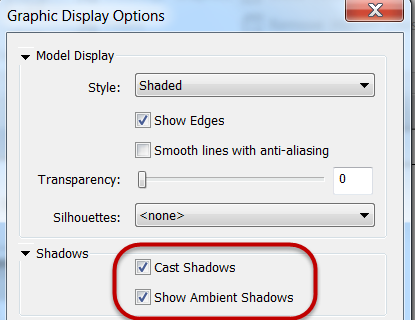 Graphic Display Options
Model Display
Style: Shaded
Show Edges
Smooth lines with anti-aliasing
Transparency: 0
Silhouettes: <none>
Shadows
Cast Shadows
Show Ambient Shadows